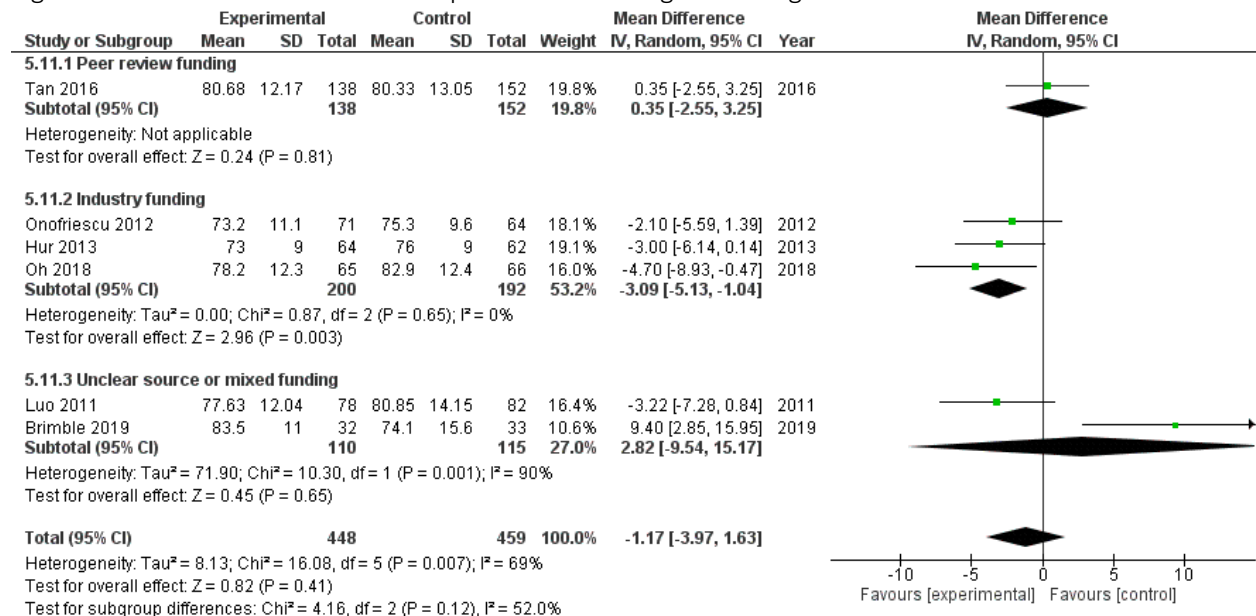 Experimental Control Mean Difference Mean Difference
Study or Subgroup Mean SD Total Mean SD Total Weight IV, Random, 95% CI Year IV, Random, 95% CI
5.11.1 Peer review funding
Tan 2016 80.68 12.17 138 80.33 13.05 152 19.8% 0.35 [-2.55, 3.25] 2016
Subtotal (95% CI) 138 152 19.8% 0.35 [-2.55, 3.25]
Heterogeneity: Not applicable
Test for overall effect: Z = 0.24 (P = 0.81)
5.11.2 Industry funding
Onofriescu 2012 73.2 11.1 71 75.3 9.6 64 18.1% -2.10 [-5.59, 1.39] 2012
Hur 2013 73 9 64 76 9 62 19.1% -3.00 [-6.14, 0.14] 2013
Oh 2018 78.2 12.3 65 82.9 12.4 66 16.0% -4.70 [-8.93, -0.47] 2018
Subtotal (95% CI) 200 192 53.2% -3.09 [-5.13, -1.04]
Heterogeneity: Tau² = 0.00; Chi² = 0.87, df = 2 (P = 0.65); I² = 0%
Test for overall effect: Z = 2.96 (P = 0.003)
5.11.3 Unclear source or mixed funding
Luo 2011 77.63 12.04 78 80.85 14.15 82 16.4% -3.22 [-7.28, 0.84] 2011
Brimble 2019 83.5 11 32 74.1 15.6 33 10.6% 9.40 [2.85, 15.95] 2019
Subtotal (95% CI) 110 115 27.0% 2.82 [-9.54, 15.17]
Heterogeneity: Tau² = 71.90; Chi² = 10.30, df = 1 (P = 0.001); I² = 90%
Test for overall effect: Z = 0.45 (P = 0.65)
Total (95% CI) 448 459 100.0% -1.17 [-3.97, 1.63]
Heterogeneity: Tau² = 8.13; Chi² = 16.08, df = 5 (P = 0.007); I² = 69%
Test for overall effect: Z = 0.82 (P = 0.41)
Test for subgroup differences: Chi² = 4.16, df = 2 (P = 0.12), I² = 52.0%
-10 -5 0 5 10
Favours [experimental] Favours [control]